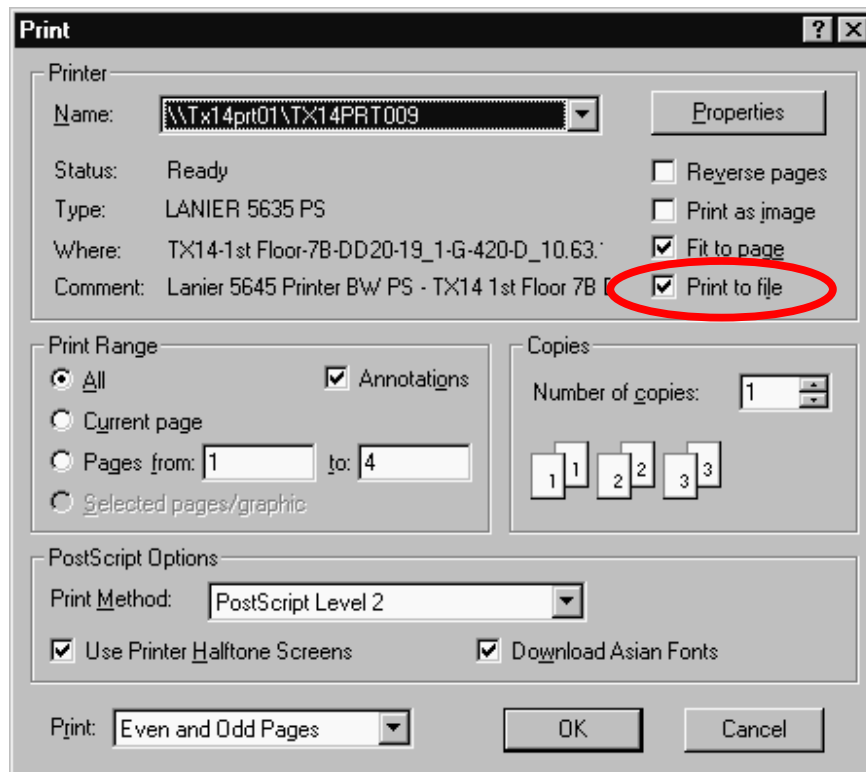 Print
Printer
Name: \\Tx14prt01\TX14PRT009 Properties
Status: Ready Reverse pages
Type: LANIER 5635 PS Print as image
Where: TX14-1st Floor-7B-DD20-19_1-G-420-D_10.63. Fit to page
Comment: Lanier 5645 Printer BW PS - TX14 1st Floor 7B Print to file
Print Range
All Annotations
Current page
Pages from: 1 to: 4
Selected pages/graphic
Copies
Number of copies: 1
1 1 2 2 3 3
PostScript Options
Print Method: PostScript Level 2
Use Printer Halftone Screens Download Asian Fonts
Print: Even and Odd Pages OK Cancel